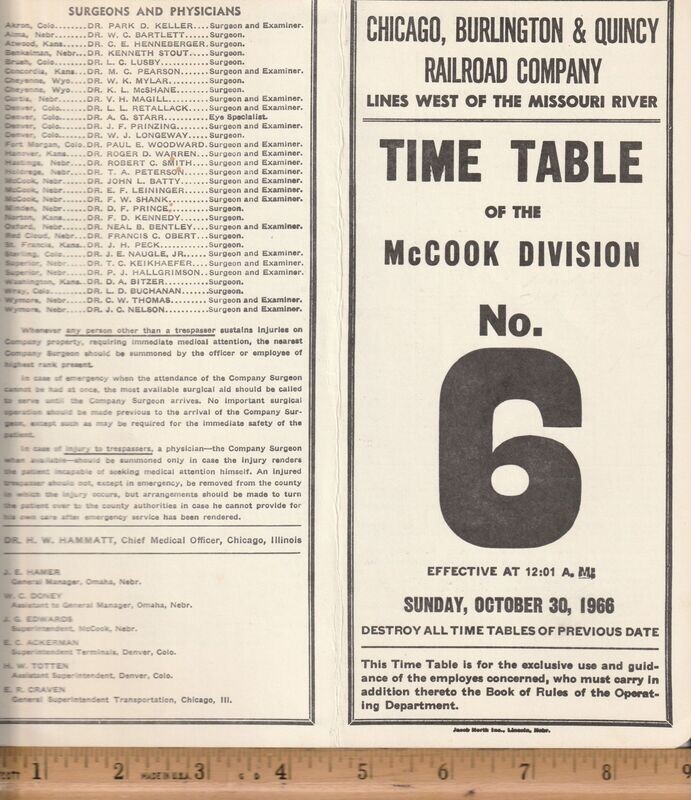 SURGEONS AND PHYSICIANS
Akron, Colo.....DR. PARK D. KELLER....Surgeon and Examiner.
Alma, Nebr.....DR. W. C. BARTLETT....Surgeon.
Atwood, Kans.....DR. C. E. HENNEBERGER.Surgeon.
Benkelman, Nebr...DR. KENNETH STOUT.....Surgeon.
Brush, Colo.....DR. L. C. LUSBY.......Surgeon.
Concordia, Kans...DR. M. C. PEARSON.....Surgeon and Examiner.
Cheyenne, Wyo....DR. W. K. MYLAR.......Surgeon.
Cheyenne, Wyo....DR. K. L. McSHANE.....Surgeon.
Curtis, Nebr.....DR. V. H. MAGILL......Surgeon and Examiner.
Denver, Colo.....DR. L. L. RETALLACK...Surgeon and Examiner.
Denver, Colo.....DR. A. G. STARR.......Eye Specialist.
Denver, Colo.....DR. J. F. PRINZING....Surgeon and Examiner.
Denver, Colo.....DR. W. J. LONGEWAY....Surgeon.
Fort Morgan, Colo.DR. PAUL E. WOODWARD.Surgeon and Examiner.
Hanover, Kans.....DR. ROGER D. WARREN...Surgeon and Examiner.
Hastings, Nebr....DR. ROBERT C. SMITH...Surgeon and Examiner.
Holdrege, Nebr....DR. T. A. PETERSON....Surgeon and Examiner.
McCook, Nebr.....DR. JOHN L. BATTY.....Surgeon and Examiner.
McCook, Nebr.....DR. E. F. LEININGER...Surgeon and Examiner.
McCook, Nebr.....DR. F. W. SHANK.......Surgeon and Examiner.
Minden, Nebr.....DR. D. F. PRINCE......Surgeon.
Norton, Kans.....DR. F. D. KENNEDY.....Surgeon.
Oxford, Nebr.....DR. NEAL B. BENTLEY...Surgeon and Examiner.
Red Cloud, Nebr...DR. FRANCIS C. OBERT..Surgeon.
St. Francis, Kans..DR. J. H. PECK........Surgeon.
Sterling, Colo....DR. J. E. NAUGLE, JR...Surgeon and Examiner.
Superior, Nebr....DR. T. C. KEIKHAEFER..Surgeon and Examiner.
Superior, Nebr....DR. P. J. HALLGRIMSON.Surgeon and Examiner.
Washington, Kans..DR. D. A. BITZER......Surgeon.
Wray, Colo.......DR. L. D. BUCHANAN....Surgeon.
Wymore, Nebr.....DR. C. W. THOMAS......Surgeon and Examiner.
Wymore, Nebr.....DR. J. C. NELSON......Surgeon and Examiner.
Whenever any person other than a trespasser sustains injuries on
Company property, requiring immediate medical attention, the nearest
Company Surgeon should be summoned by the officer or employee of
highest rank present.
In case of emergency when the attendance of the Company Surgeon
cannot be had at once, the most available surgical aid should be called
to serve until the Company Surgeon arrives. No important surgical
operation should be made previous to the arrival of the Company Sur-
geon, except such as may be required for the immediate safety of the
patient.
In case of injury to trespassers, a physician—the Company Surgeon
when available—should be summoned only in case the injury renders
the patient incapable of seeking medical attention himself. An injured
trespasser should not, except in emergency, be removed from the county
in which the injury occurs, but arrangements should be made to turn
the patient over to the county authorities in case he cannot provide for
his own care after emergency service has been rendered.
DR. H. W. HAMMATT, Chief Medical Officer, Chicago, Illinois
J. E. HAMER
General Manager, Omaha, Nebr.
W. C. DONEY
Assistant to General Manager, Omaha, Nebr.
J. G. EDWARDS
Superintendent, McCook, Nebr.
E. C. ACKERMAN
Superintendent Terminals, Denver, Colo.
H. W. TOTTEN
Assistant Superintendent, Denver, Colo.
E. R. CRAVEN
General Superintendent Transportation, Chicago, Ill.
CHICAGO, BURLINGTON & QUINCY
RAILROAD COMPANY
LINES WEST OF THE MISSOURI RIVER
TIME TABLE
OF THE
McCOOK DIVISION
No.
6
EFFECTIVE AT 12:01 A. M.
SUNDAY, OCTOBER 30, 1966
DESTROY ALL TIME TABLES OF PREVIOUS DATE
This Time Table is for the exclusive use and guid-
ance of the employes concerned, who must carry in
addition thereto the Book of Rules of the Operat-
ing Department.
Jacob North Inc., Lincoln, Nebr.
1 2 3 4 5 6 7 8 9
MADE IN U.S.A.